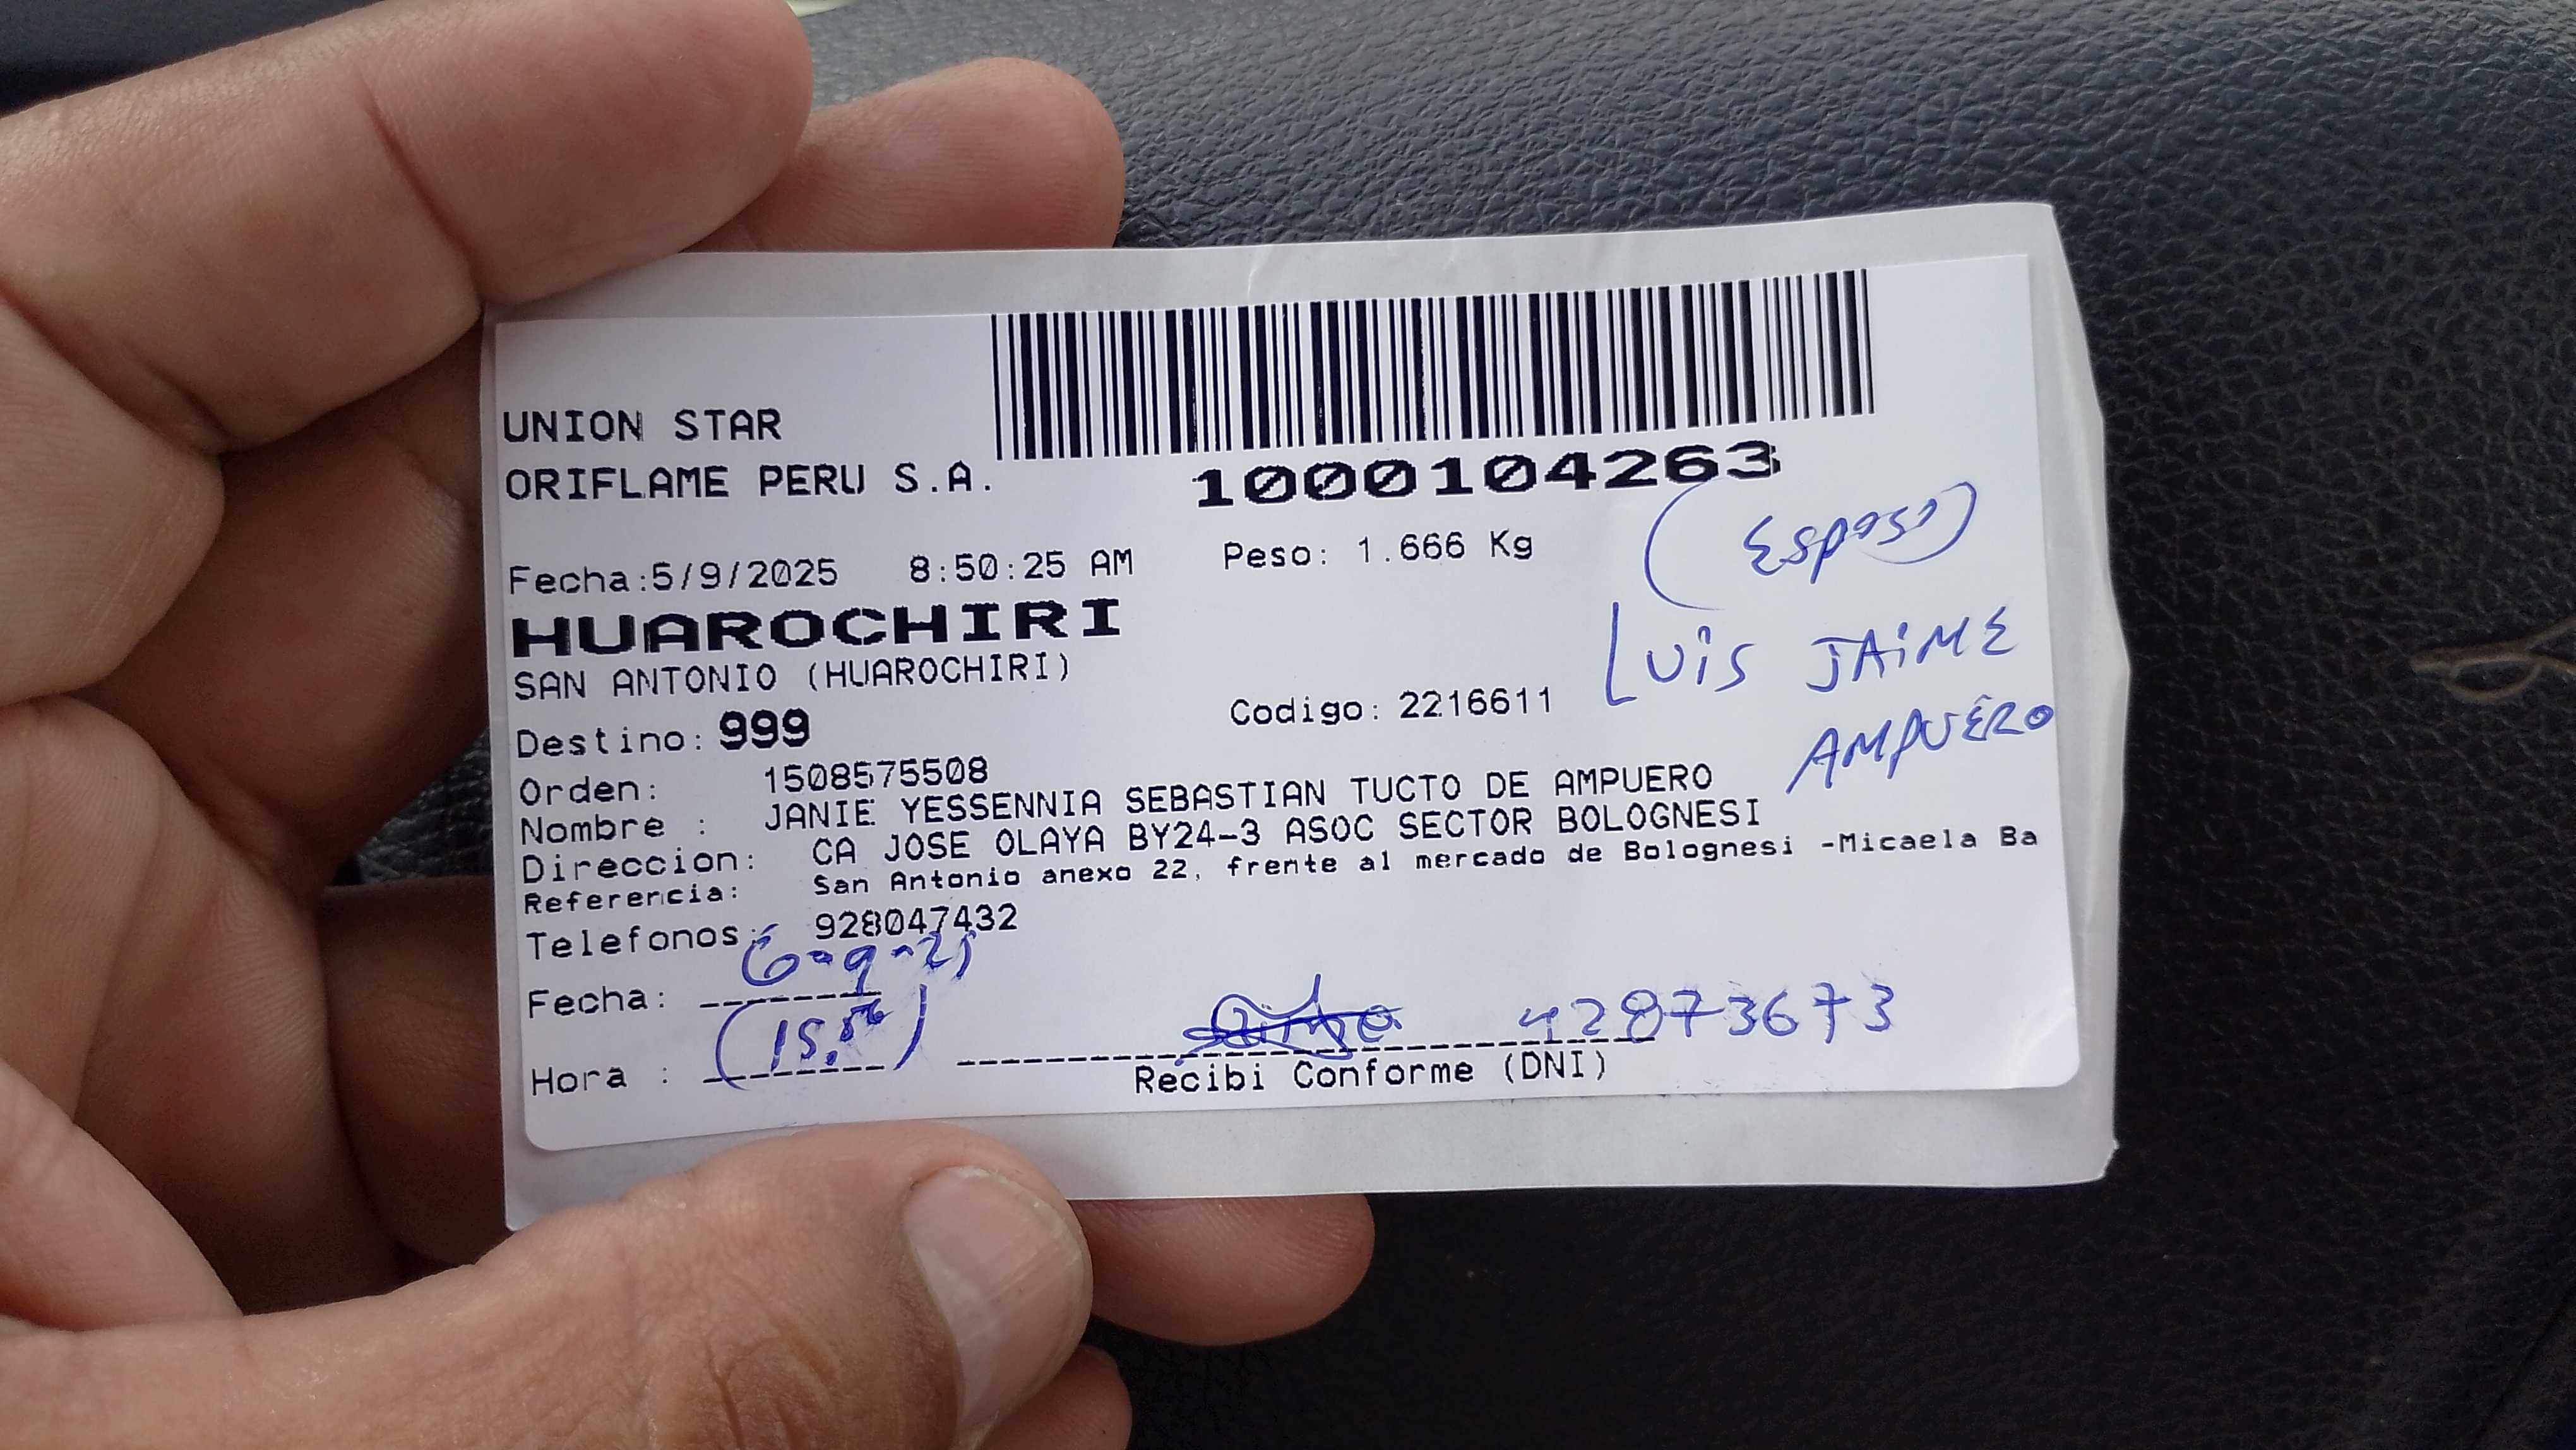 UNION STAR
ORIFLAME PERU S.A.
1000104263
Fecha:5/9/2025 8:50:25 AM Peso: 1.666 Kg
(Esposo)
HUAROCHIRI
SAN ANTONIO (HUAROCHIRI)
LUiS JAiME
AMPUERO
Destino: 999 Codigo: 2216611
Orden: 1508575508
Nombre : JANIE YESSENNIA SEBASTIAN TUCTO DE AMPUERO
Direccion: CA JOSE OLAYA BY24-3 ASOC SECTOR BOLOGNESI
Referencia: San Antonio anexo 22, frente al mercado de Bolognesi -Micaela Ba
Telefonos: 928047432
Fecha: 6-9-25
Hora : (15:56)
42873673
Recibi Conforme (DNI)